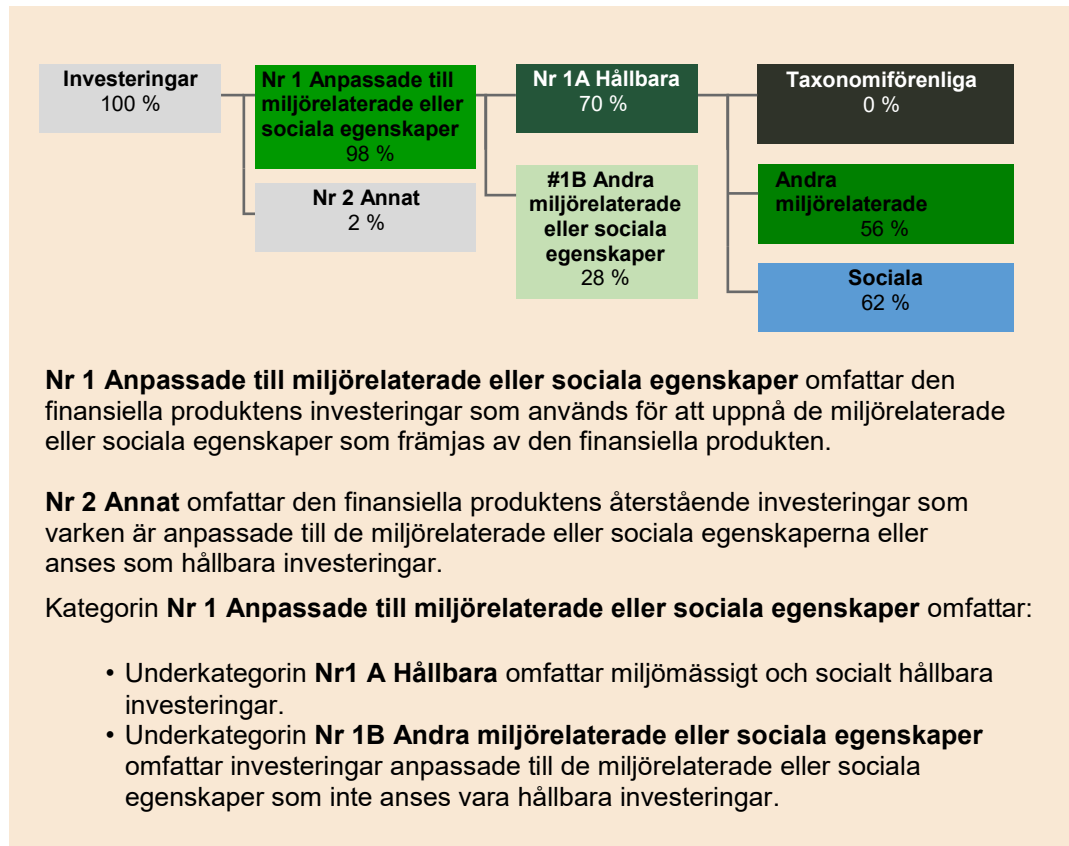 Investeringar
100 %
Nr 1 Anpassade till
miljörelaterade eller
sociala egenskaper
98 %
Nr 2 Annat
2 %
Nr 1A Hållbara
70 %
#1B Andra
miljörelaterade
eller sociala
egenskaper
28 %
Taxonomiförenliga
0 %
Andra
miljörelaterade
56 %
Sociala
62 %
Nr 1 Anpassade till miljörelaterade eller sociala egenskaper omfattar den
finansiella produktens investeringar som används för att uppnå de miljörelaterade
eller sociala egenskaper som främjas av den finansiella produkten.
Nr 2 Annat omfattar den finansiella produktens återstående investeringar som
varken är anpassade till de miljörelaterade eller sociala egenskaperna eller
anses som hållbara investeringar.
Kategorin Nr 1 Anpassade till miljörelaterade eller sociala egenskaper omfattar:
• Underkategorin Nr1 A Hållbara omfattar miljömässigt och socialt hållbara
investeringar.
• Underkategorin Nr 1B Andra miljörelaterade eller sociala egenskaper
omfattar investeringar anpassade till de miljörelaterade eller sociala
egenskaper som inte anses vara hållbara investeringar.